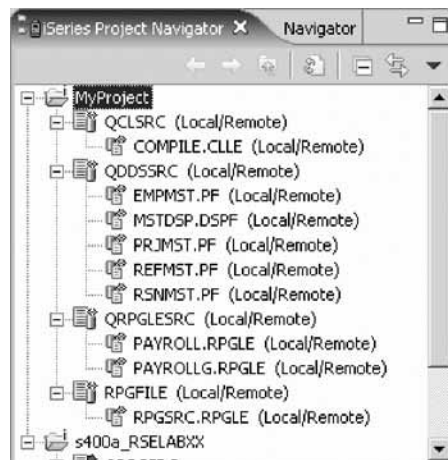 iSeries Project Navigator Navigator
MyProject
QCLSRC (Local/Remote)
COMPILE.CLLE (Local/Remote)
QDDSSRC (Local/Remote)
EMPMST.PF (Local/Remote)
MSTDSP.DSPF (Local/Remote)
PRJMST.PF (Local/Remote)
REFMST.PF (Local/Remote)
RSNMST.PF (Local/Remote)
QRPGLESRC (Local/Remote)
PAYROLL.RPGLE (Local/Remote)
PAYROLLG.RPGLE (Local/Remote)
RPGFILE (Local/Remote)
RPGSRC.RPGLE (Local/Remote)
s400a_RSELABXX